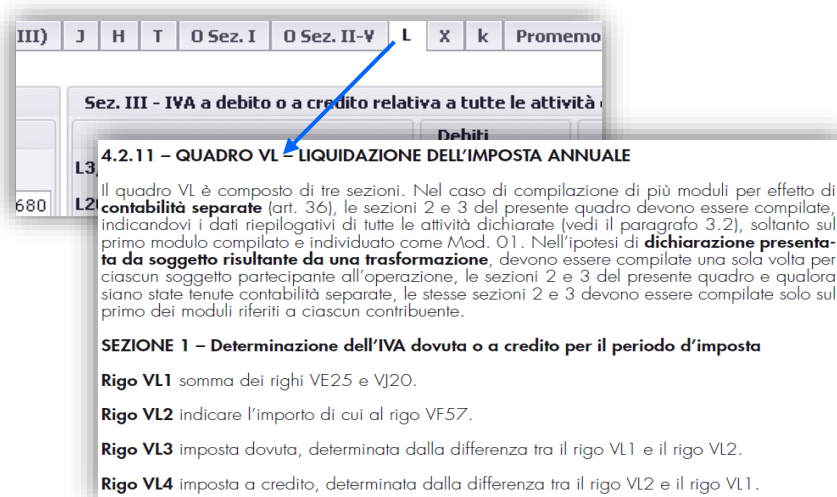 III) J H T O Sez. I O Sez. II-V L X k Promemo
Sez. III - IVA a debito o a credito relativa a tutte le attività
Debiti
L3
680 L2
4.2.11 – QUADRO VL – LIQUIDAZIONE DELL'IMPOSTA ANNUALE
Il quadro VL è composto di tre sezioni. Nel caso di compilazione di più moduli per effetto di
contabilità separate (art. 36), le sezioni 2 e 3 del presente quadro devono essere compilate,
indicandovi i dati riepilogativi di tutte le attività dichiarate (vedi il paragrafo 3.2), soltanto sul
primo modulo compilato e individuato come Mod. 01. Nell'ipotesi di dichiarazione presenta-
ta da soggetto risultante da una trasformazione, devono essere compilate una sola volta per
ciascun soggetto partecipante all'operazione, le sezioni 2 e 3 del presente quadro e qualora
siano state tenute contabilità separate, le stesse sezioni 2 e 3 devono essere compilate solo sul
primo dei moduli riferiti a ciascun contribuente.
SEZIONE 1 – Determinazione dell'IVA dovuta o a credito per il periodo d'imposta
Rigo VL1 somma dei righi VE25 e VJ20.
Rigo VL2 indicare l'importo di cui al rigo VF57.
Rigo VL3 imposta dovuta, determinata dalla differenza tra il rigo VL1 e il rigo VL2.
Rigo VL4 imposta a credito, determinata dalla differenza tra il rigo VL2 e il rigo VL1.